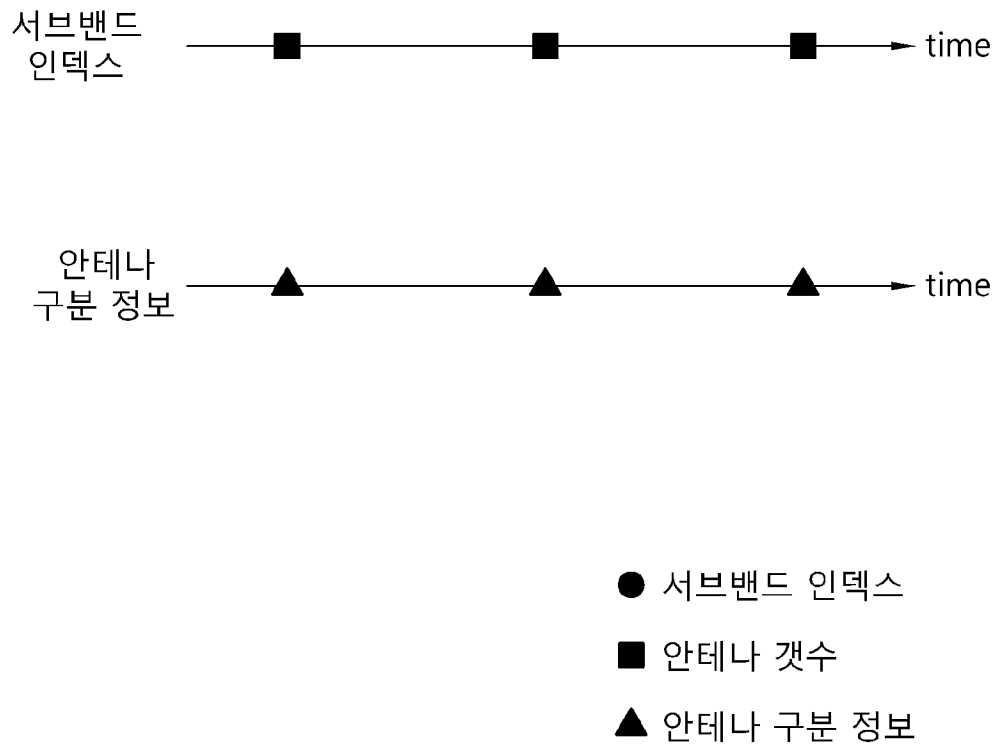 서브밴드
인덱스
time
안테나
구분 정보
time
서브밴드 인덱스
안테나 갯수
안테나 구분 정보